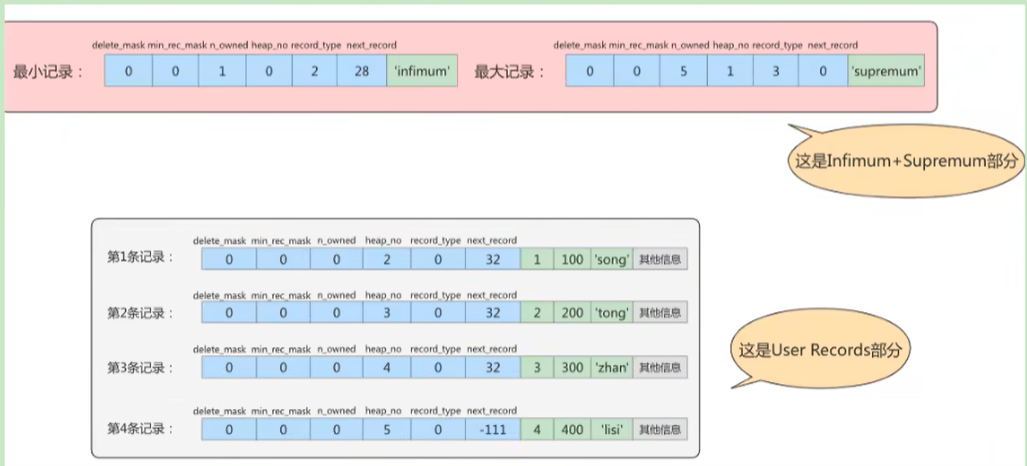 delete_mask min_rec_mask n_owned heap_no record_type next_record
最小记录： 0 0 1 0 2 28 'infimum'
delete_mask min_rec_mask n_owned heap_no record_type next_record
最大记录： 0 0 5 1 3 0 'supremum'
这是Infimum+Supremum部分
delete_mask min_rec_mask n_owned heap_no record_type next_record
第1条记录： 0 0 0 2 0 32 1 100 'song' 其他信息
delete_mask min_rec_mask n_owned heap_no record_type next_record
第2条记录： 0 0 0 3 0 32 2 200 'tong' 其他信息
delete_mask min_rec_mask n_owned heap_no record_type next_record
第3条记录： 0 0 0 4 0 32 3 300 'zhan' 其他信息
delete_mask min_rec_mask n_owned heap_no record_type next_record
第4条记录： 0 0 0 5 0 -111 4 400 'lisi' 其他信息
这是User Records部分